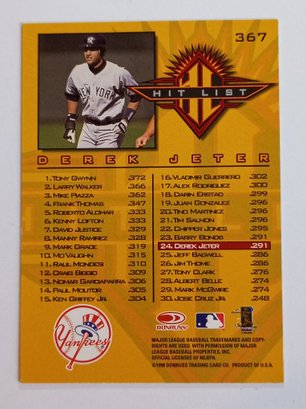 367
NEW YORK
HIT LIST
DEREK JETER
1. TONY GWYNN .372
2. LARRY WALKER .366
3. MIKE PIAZZA .362
4. FRANK THOMAS .347
5. ROBERTO ALOMAR .333
6. KENNY LOFTON .333
7. DAVID JUSTICE .329
8. MANNY RAMIREZ .328
9. MARK GRACE .319
10. MO VAUGHN .315
11. RAUL MONDESI .310
12. CRAIG BIGGIO .309
13. NOMAR GARCIAPARRA .306
14. PAUL MOLITOR .305
15. KEN GRIFFEY JR. .304
16. VLADIMIR GUERRERO .302
17. ALEX RODRIGUEZ .300
18. DARIN ERSTAD .299
19. JUAN GONZALEZ .296
20. TINO MARTINEZ .296
21. TIM SALMON .296
22. CHIPPER JONES .295
23. BARRY BONDS .291
24. DEREK JETER .291
25. JEFF BAGWELL .286
26. JIM THOME .286
27. TONY CLARK .276
28. ALBERT BELLE .274
29. MARK MCGWIRE .274
30. JOSE CRUZ JR. .248
Yankees
DONRUSS
MAJOR LEAGUE BASEBALL TRADEMARKS AND COPY-
RIGHTS ARE USED WITH PERMISSION OF MAJOR
LEAGUE BASEBALL PROPERTIES, INC.
OFFICIAL LICENSEE OF MLBPA.
©1998 DONRUSS TRADING CARD CO. PRODUCT OF U.S.A.